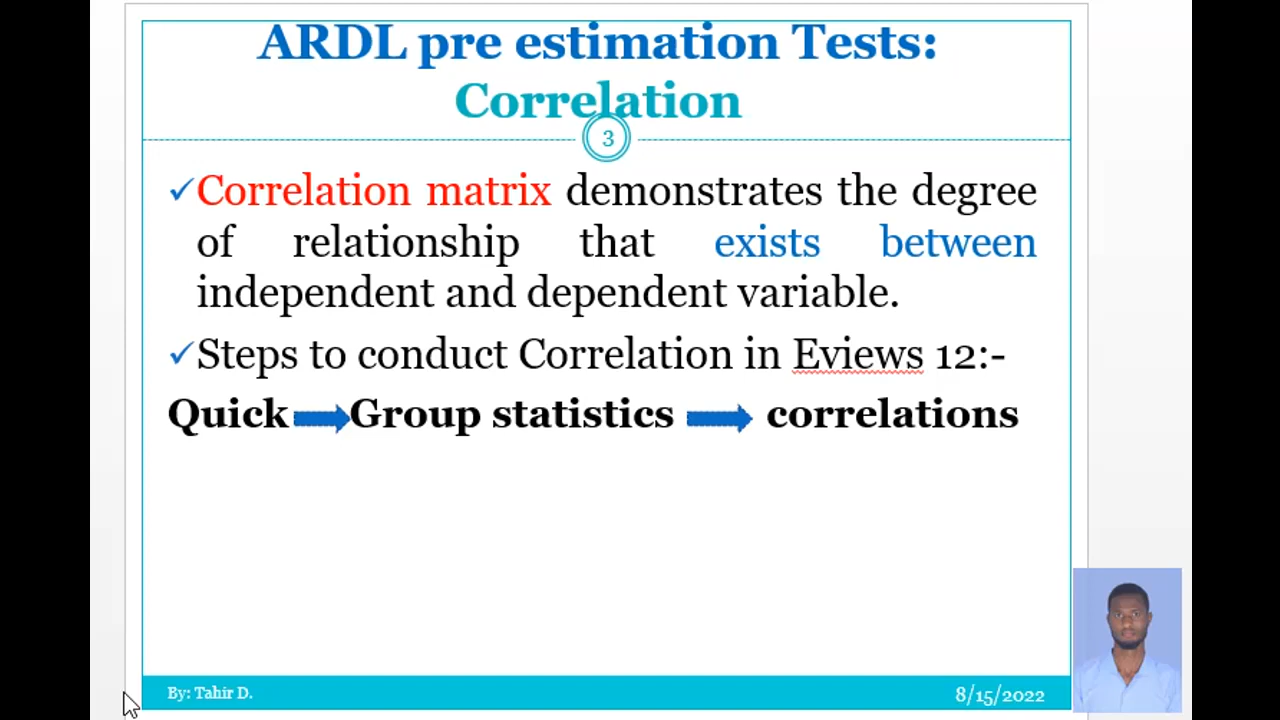 ARDL pre estimation Tests:
Correlation
3
✓Correlation matrix demonstrates the degree
of relationship that exists between
independent and dependent variable.
✓Steps to conduct Correlation in Eviews 12:-
Quick Group statistics correlations
By: Tahir D.
8/15/2022